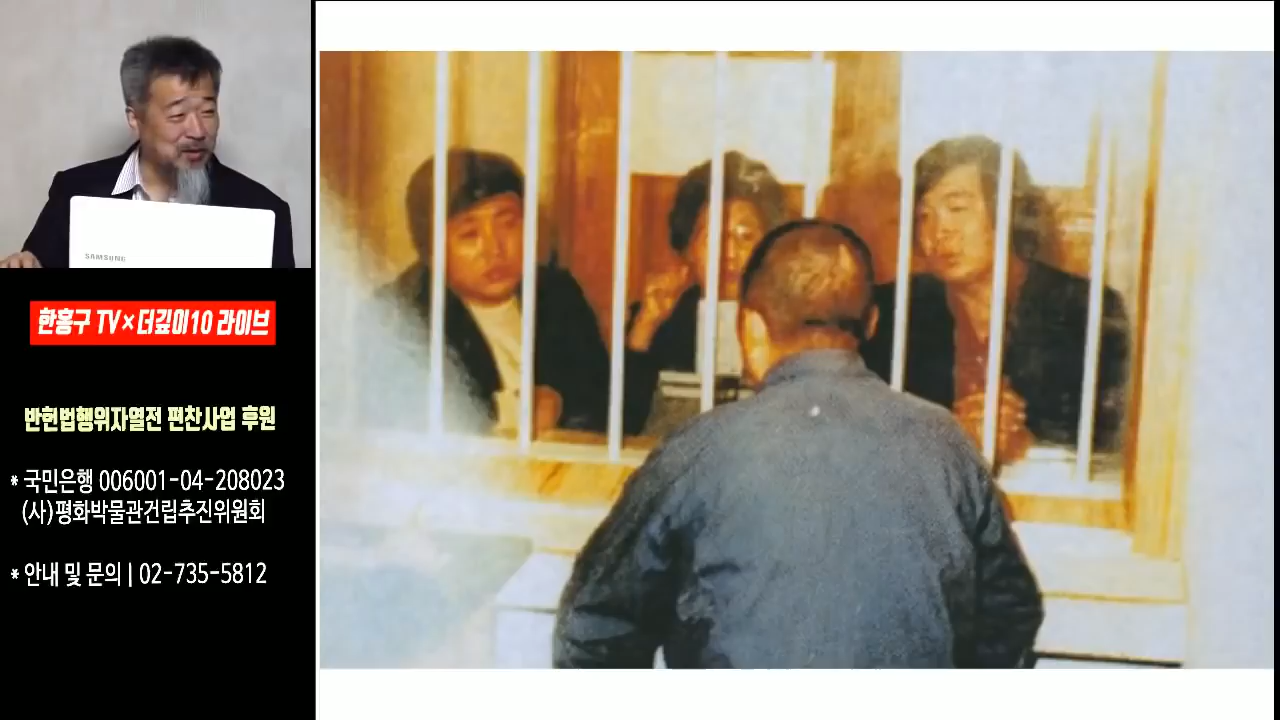 SAMSUNG
한홍구 TV×더깊이10 라이브
반헌법행위자열전 편찬사업 후원
* 국민은행 006001-04-208023
(사)평화박물관건립추진위원회
* 안내 및 문의 | 02-735-5812